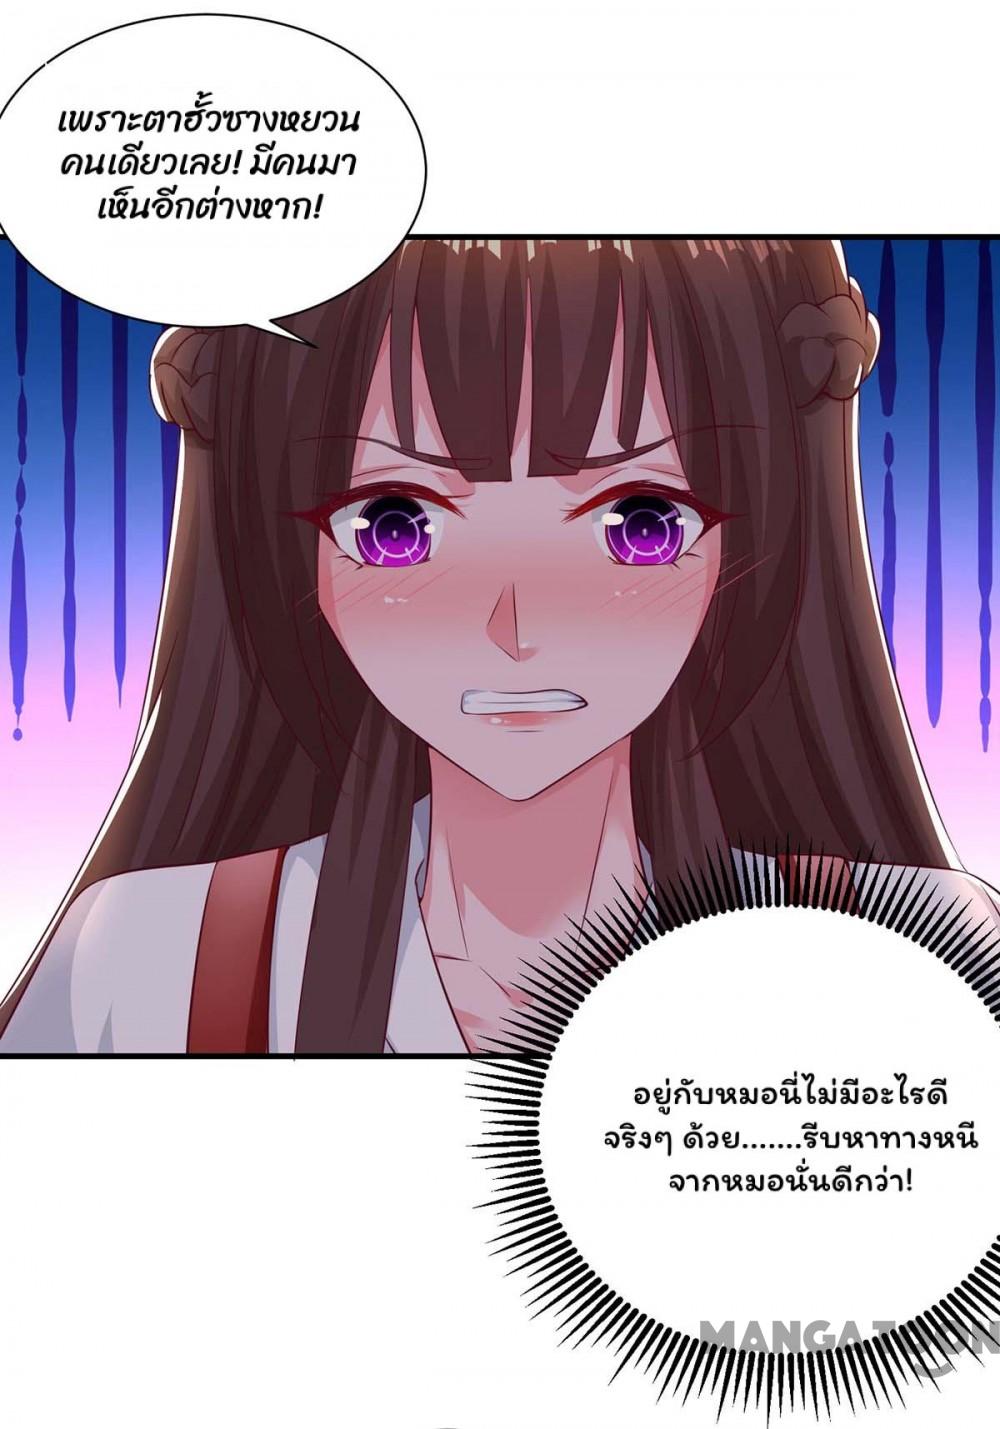 เพราะตาฮั้วซางหยวน
คนเดียวเลย! มีคนมา
เห็นอีกต่างหาก!
อยู่กับหมอนี่ไม่มีอะไรดี
จริงๆ ด้วย.......รีบหาทางหนี
จากหมอนั่นดีกว่า!
MANGATOON